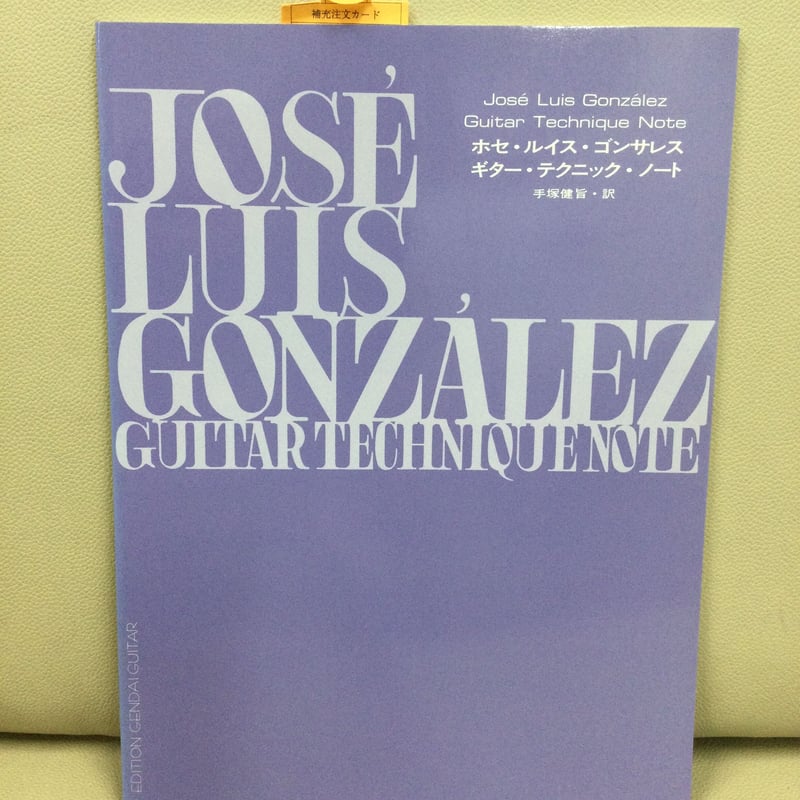 補充注文カード
José Luis González
Guitar Technique Note
ホセ・ルイス・ゴンサレス
ギター・テクニック・ノート
手塚健旨・訳
JOSÉ
LUIS
GONZÁLEZ
GUITAR TECHNIQUE NOTE
EDITION GENDAI GUITAR